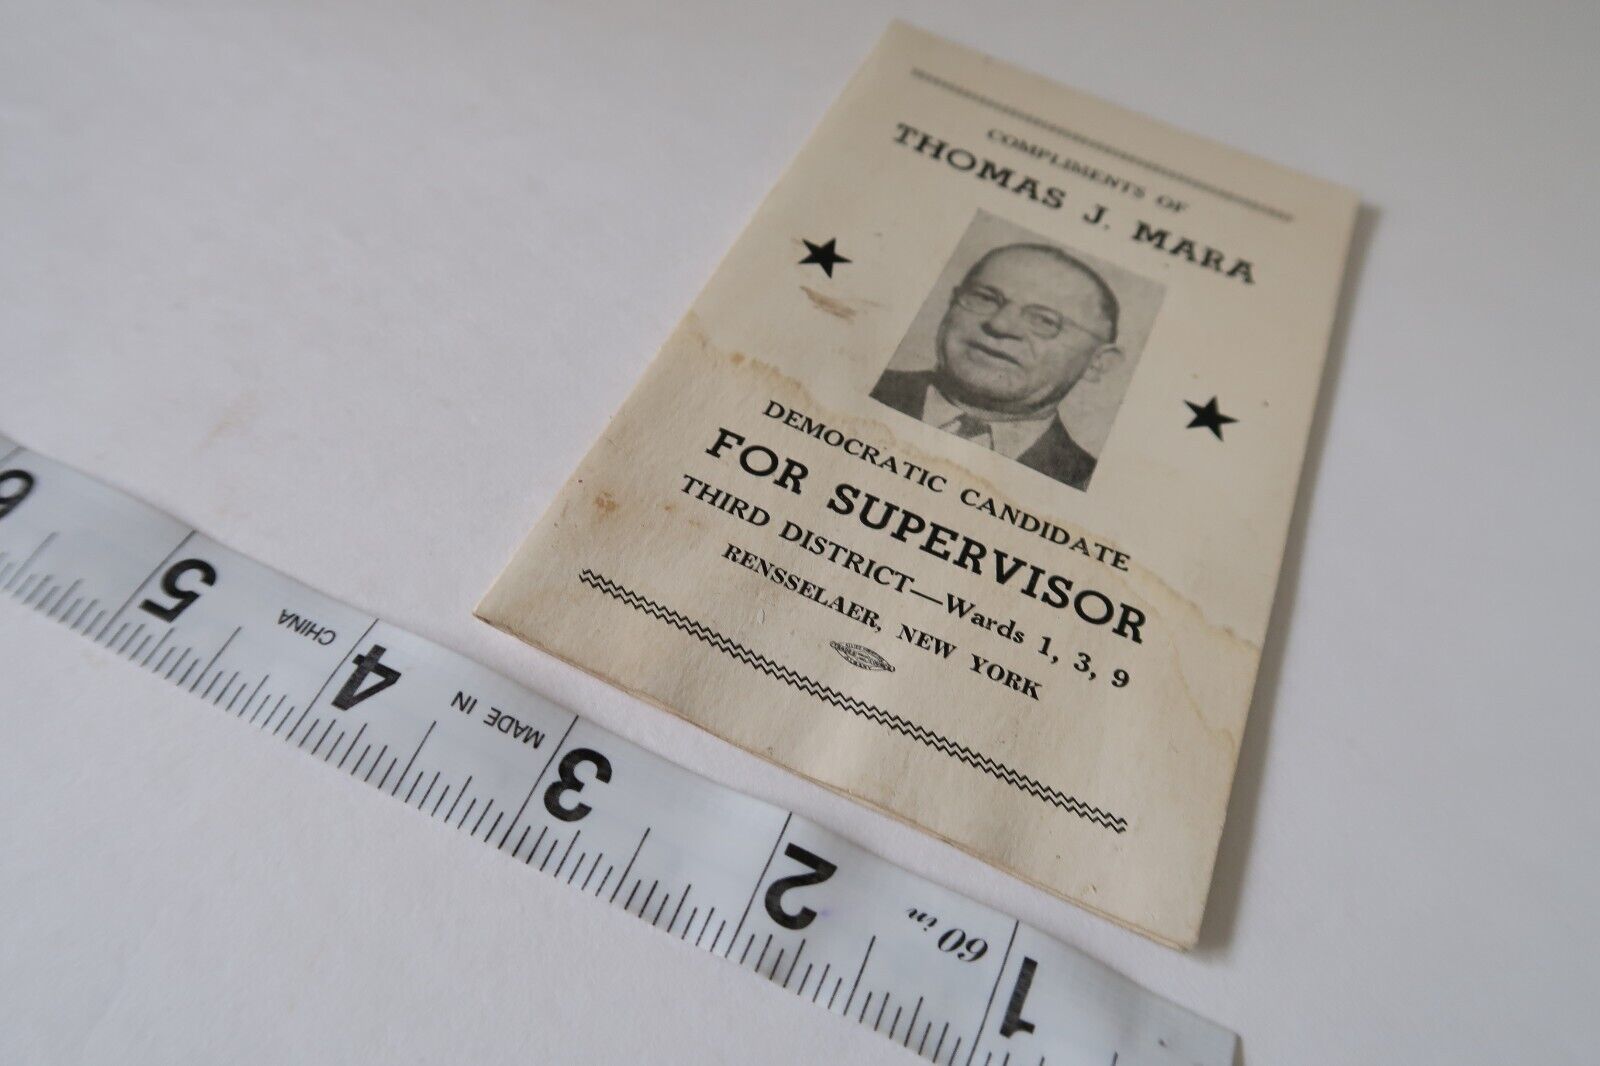 COMPLIMENTS OF
THOMAS J. MARA
DEMOCRATIC CANDIDATE
FOR SUPERVISOR
THIRD DISTRICT—Wards 1, 3, 9
RENSSELAER, NEW YORK
6
5
CHINA
4
MADE IN
3
2
60 in
1